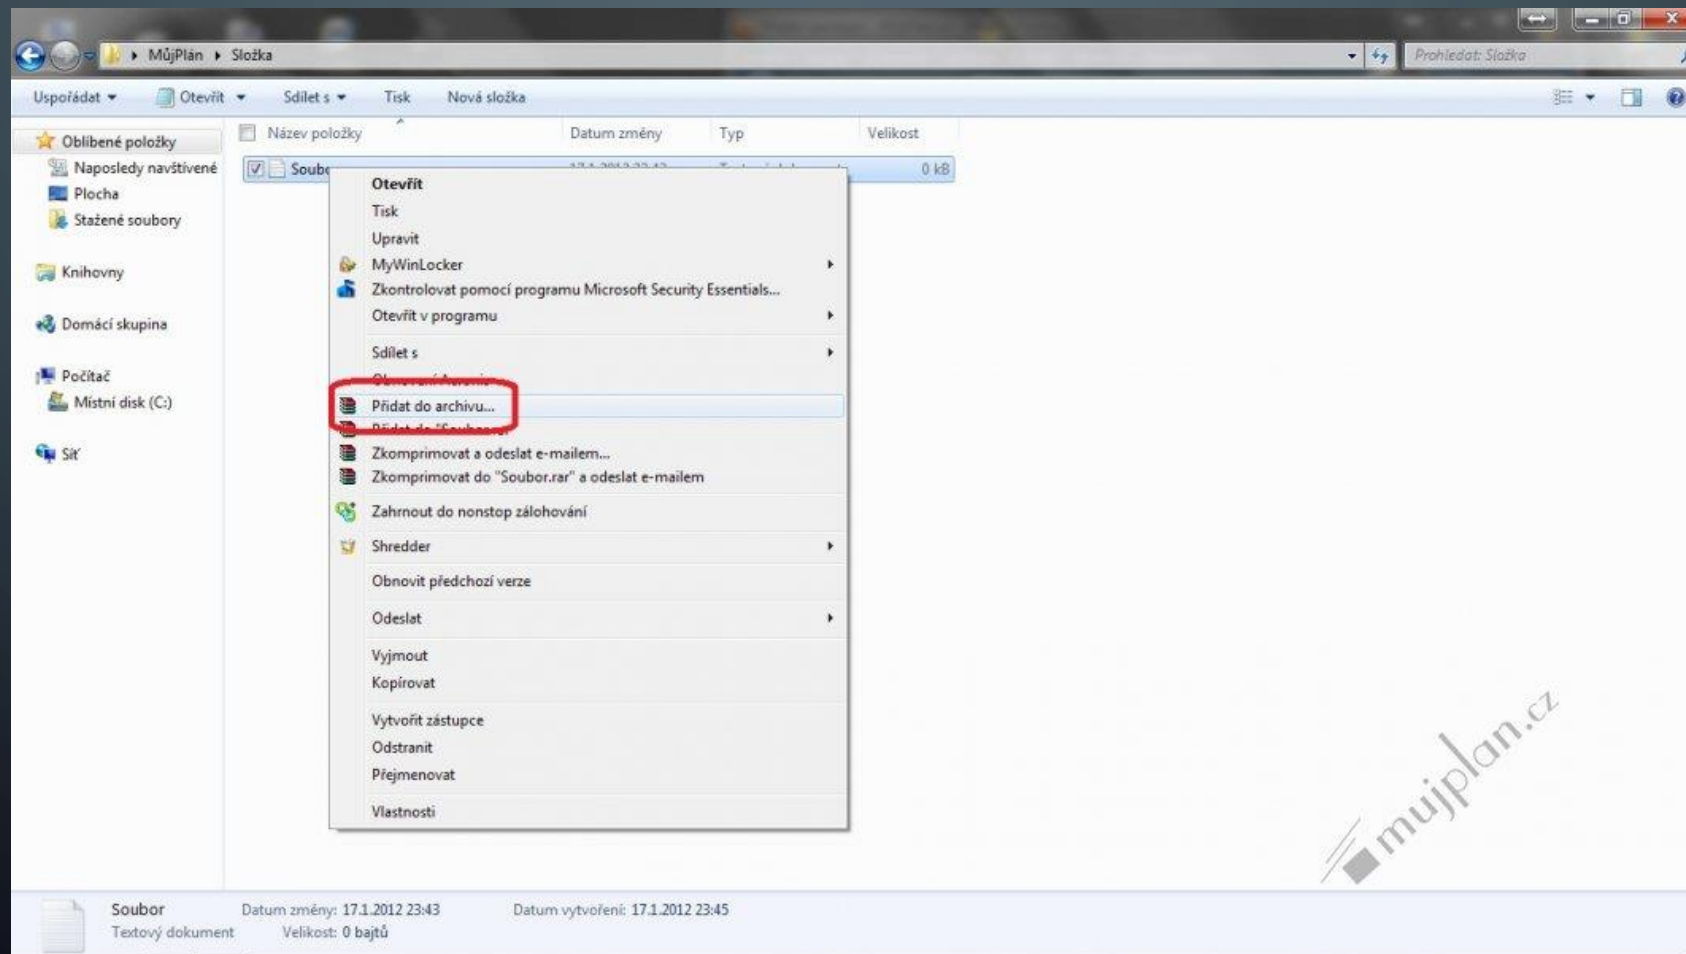 MůjPlán ▸ Složka
Prohledat: Složka
Uspořádat Otevřít Sdílet s Tisk Nová složka
Název položky Datum změny Typ Velikost
Oblíbené položky
Naposledy navštívené
Plocha
Stažené soubory
Knihovny
Domácí skupina
Počítač
Místní disk (C:)
Síť
0 kB
Otevřít
Tisk
Upravit
MyWinLocker
Zkontrolovat pomocí programu Microsoft Security Essentials...
Otevřít v programu
Sdílet s
Přidat do archivu...
Zkomprimovat a odeslat e-mailem...
Zkomprimovat do "Soubor.rar" a odeslat e-mailem
Zahrnout do nonstop zálohování
Shredder
Obnovit předchozí verze
Odeslat
Vyjmout
Kopírovat
Vytvořit zástupce
Odstranit
Přejmenovat
Vlastnosti
mujplan.cz
Soubor Datum změny: 17.1.2012 23:43 Datum vytvoření: 17.1.2012 23:45
Textový dokument Velikost: 0 bajtů